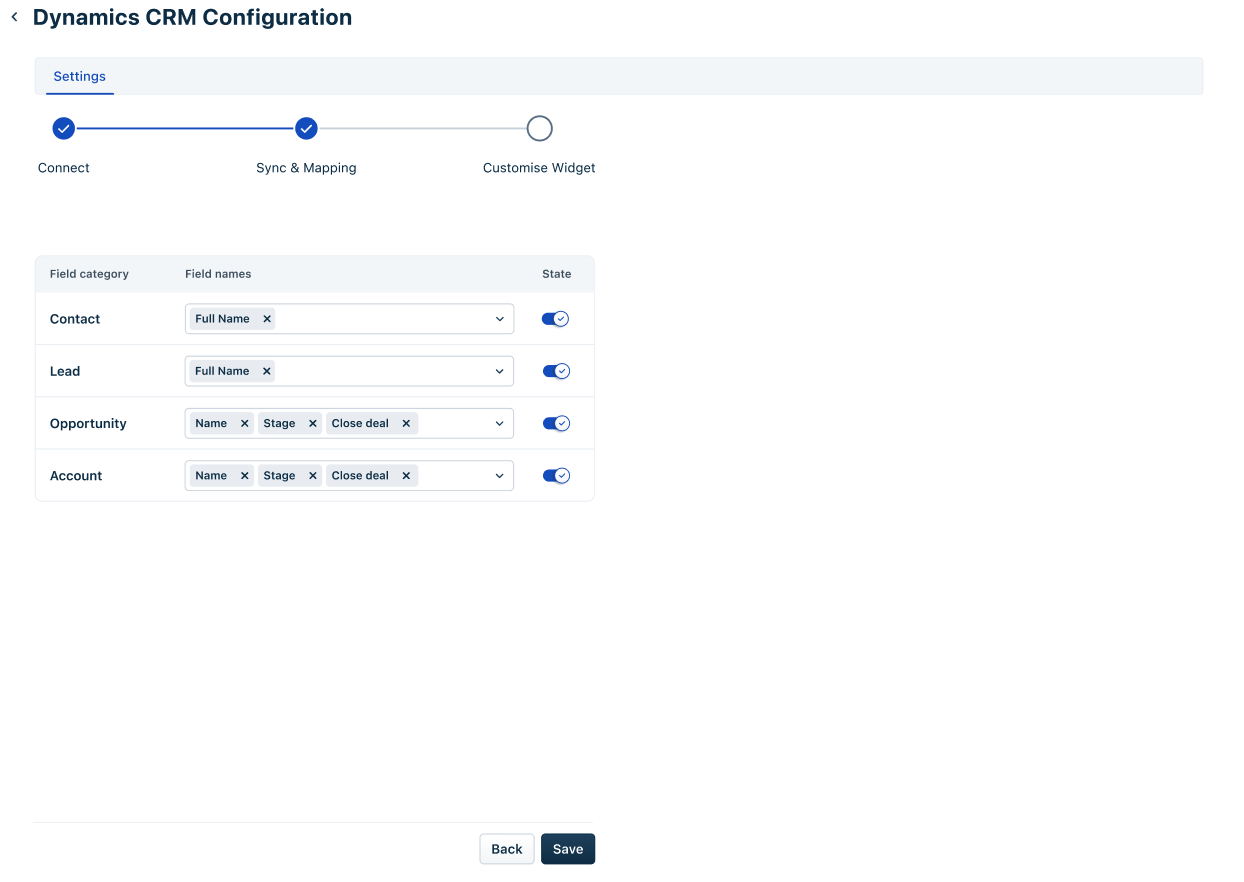 Dynamics CRM Configuration
Settings
Connect Sync & Mapping Customise Widget
Field category Field names State
Contact Full Name
Lead Full Name
Opportunity Name Stage Close deal
Account Name Stage Close deal
Back Save